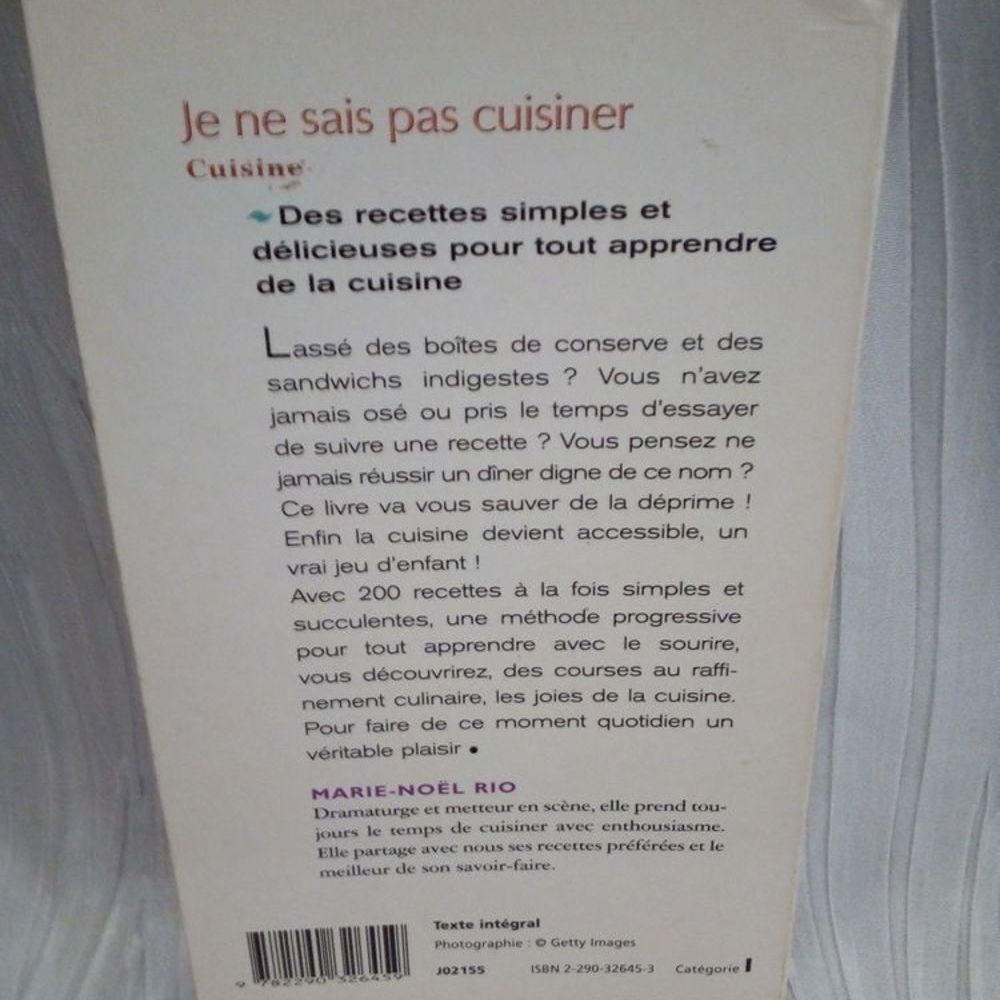 Je ne sais pas cuisiner
Cuisine
Des recettes simples et
délicieuses pour tout apprendre
de la cuisine
Lassé des boîtes de conserve et des
sandwichs indigestes ? Vous n'avez
jamais osé ou pris le temps d'essayer
de suivre une recette ? Vous pensez ne
jamais réussir un dîner digne de ce nom ?
Ce livre va vous sauver de la déprime !
Enfin la cuisine devient accessible, un
vrai jeu d'enfant !
Avec 200 recettes à la fois simples et
succulentes, une méthode progressive
pour tout apprendre avec le sourire,
vous découvrirez, des courses au raffi-
nement culinaire, les joies de la cuisine.
Pour faire de ce moment quotidien un
véritable plaisir •
MARIE-NOËL RIO
Dramaturge et metteur en scène, elle prend tou-
jours le temps de cuisiner avec enthousiasme.
Elle partage avec nous ses recettes préférées et le
meilleur de son savoir-faire.
Texte intégral
Photographie : © Getty Images
J02155 ISBN 2-290-32645-3 Catégorie I
9 782290 326459